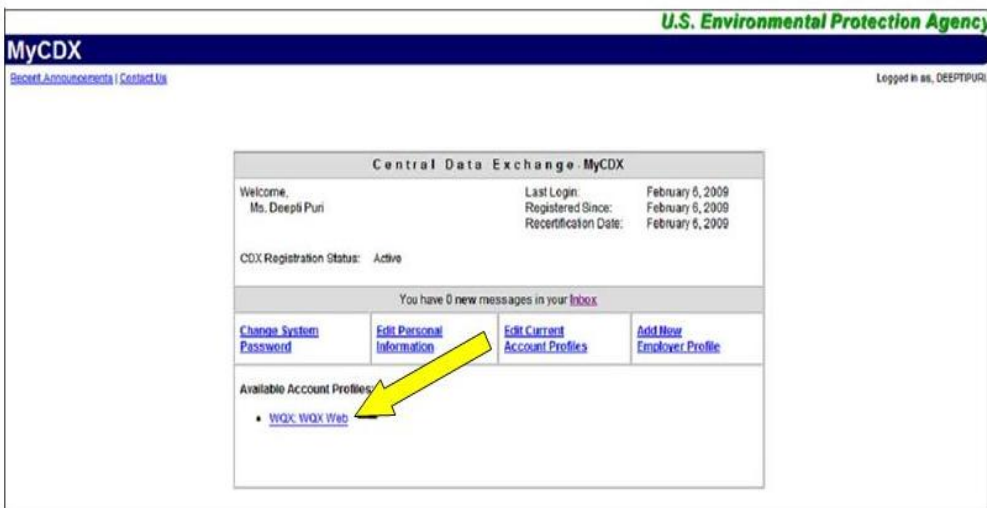 U.S. Environmental Protection Agency
MyCDX
Recent Announcements | Contact Us
Logged in as, DEEPTIPURI
Central Data Exchange - MyCDX
Welcome,
Ms. Deepti Puri
Last Login: February 6, 2009
Registered Since: February 6, 2009
Recertification Date: February 6, 2009
CDX Registration Status: Active
You have 0 new messages in your Inbox
Change System Password
Edit Personal Information
Edit Current Account Profiles
Add New Employer Profile
Available Account Profiles:
• WQX: WQX Web